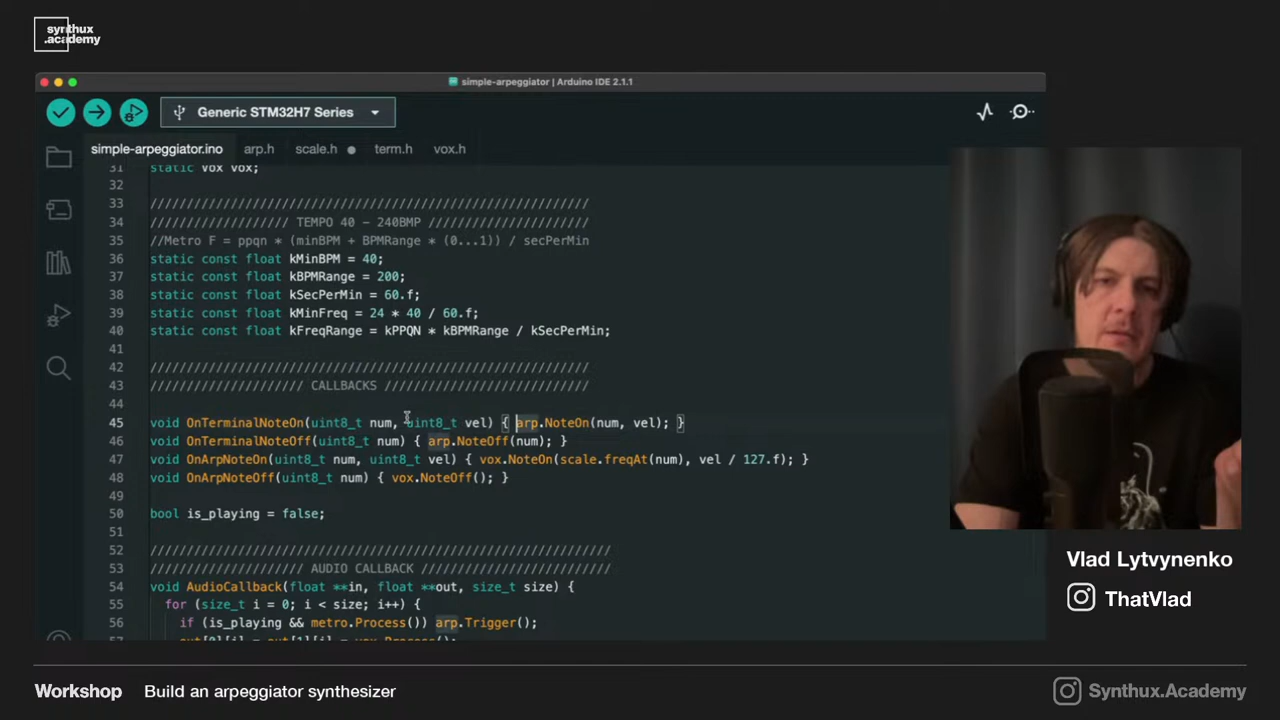 synthux
.academy
simple-arpeggiator | Arduino IDE 2.1.1
Generic STM32H7 Series
simple-arpeggiator.ino arp.h scale.h term.h vox.h
31 static vox vox;
32
33 ////////////////////////////////////////////////////////////
34 /////////////////// TEMPO 40 - 240BMP //////////////////////
35 //Metro F = ppqn * (minBPM + BPMRange * (0...1)) / secPerMin
36 static const float kMinBPM = 40;
37 static const float kBPMRange = 200;
38 static const float kSecPerMin = 60.f;
39 static const float kMinFreq = 24 * 40 / 60.f;
40 static const float kFreqRange = kPPQN * kBPMRange / kSecPerMin;
41
42 ////////////////////////////////////////////////////////////
43 ///////////////////// CALLBACKS ////////////////////////////
44
45 void OnTerminalNoteOn(uint8_t num, uint8_t vel) { arp.NoteOn(num, vel); }
46 void OnTerminalNoteOff(uint8_t num) { arp.NoteOff(num); }
47 void OnArpNoteOn(uint8_t num, uint8_t vel) { vox.NoteOn(scale.freqAt(num), vel / 127.f); }
48 void OnArpNoteOff(uint8_t num) { vox.NoteOff(); }
49
50 bool is_playing = false;
51
52 ///////////////////////////////////////////////////////////////
53 ///////////////////// AUDIO CALLBACK //////////////////////////
54 void AudioCallback(float **in, float **out, size_t size) {
55 for (size_t i = 0; i < size; i++) {
56 if (is_playing && metro.Process()) arp.Trigger();
57 out[0][i] = out[1][i] = vox.Process();
Vlad Lytvynenko
ThatVlad
Workshop Build an arpeggiator synthesizer
Synthux.Academy